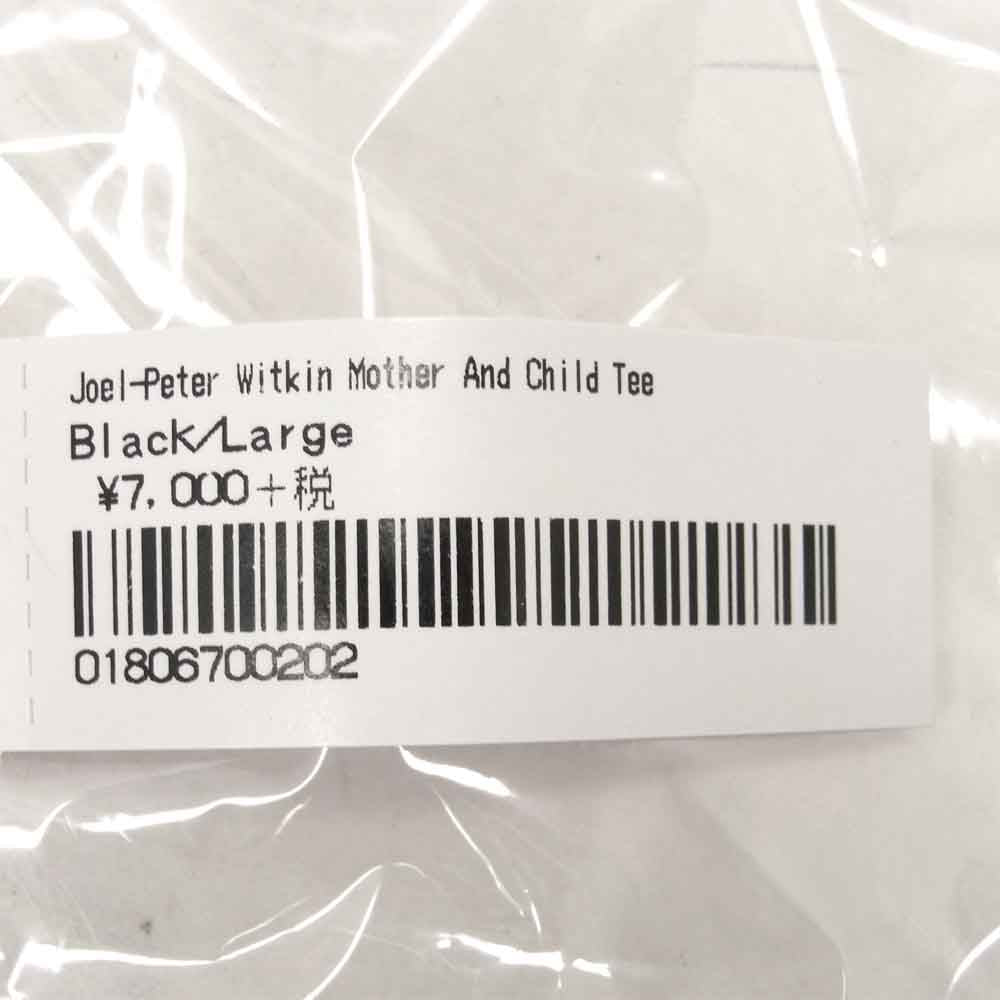 Joel-Peter Witkin Mother And Child Tee
Black/Large
¥7,000+税
01806700202